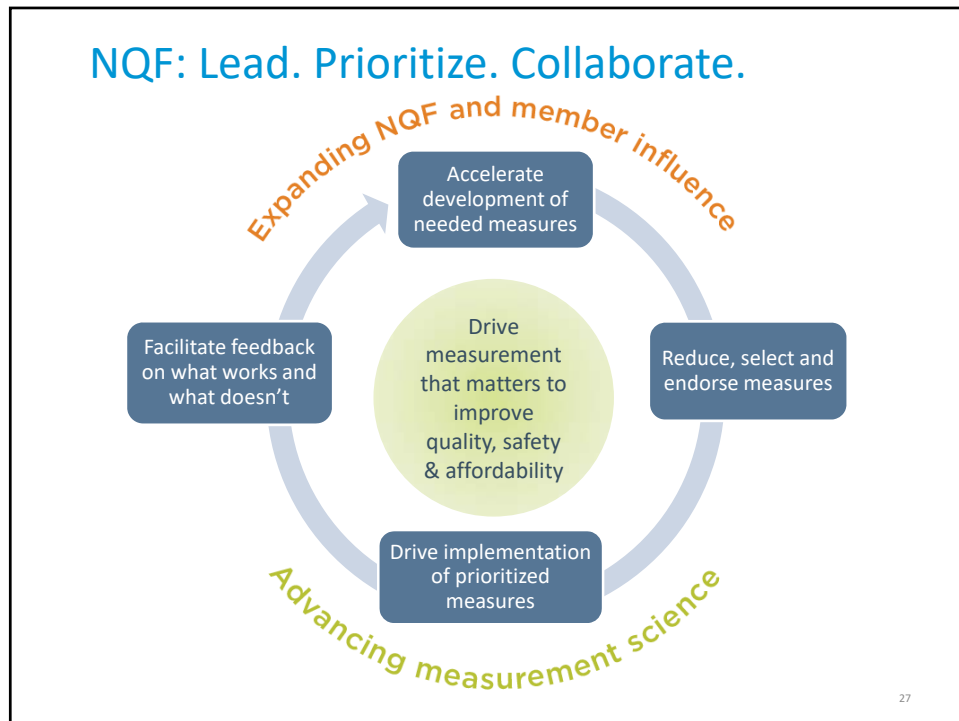 NQF: Lead. Prioritize. Collaborate.
Expanding NQF and member influence
Accelerate
development of
needed measures
Facilitate feedback
on what works and
what doesn’t
Drive
measurement
that matters to
improve
quality, safety
& affordability
Reduce, select and
endorse measures
Drive implementation
of prioritized
measures
Advancing measurement science
27